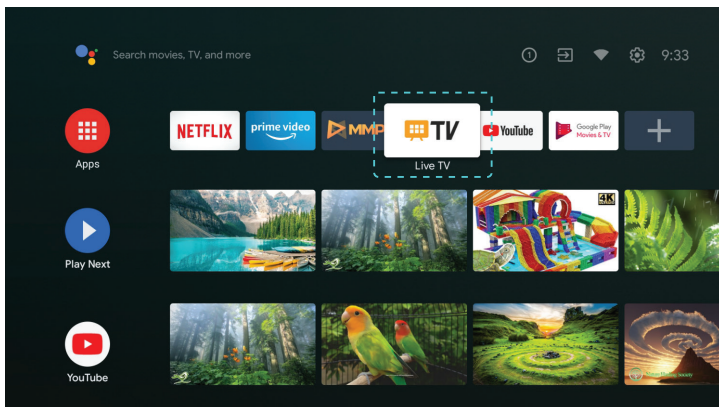 Search movies, TV, and more
1
9:33
Apps
NETFLIX
prime video
MMP
TV
Live TV
YouTube
Google Play
Movies & TV
Play Next
4K
YouTube